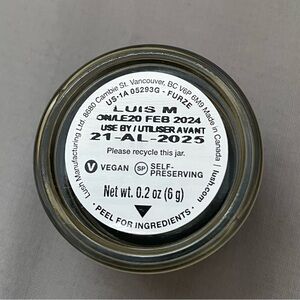 Lush Manufacturing Ltd. 8680 Cambie St. Vancouver, BC V6P 6M9 Made in Canada | lush.com
US-1A 05293G - FURZE
LUIS M
ON/LE20 FEB 2024
USE BY / UTILISER AVANT
21-AL-2025
Please recycle this jar.
V VEGAN SP SELF-
PRESERVING
Net wt. 0.2 oz (6 g)
• PEEL FOR INGREDIENTS •